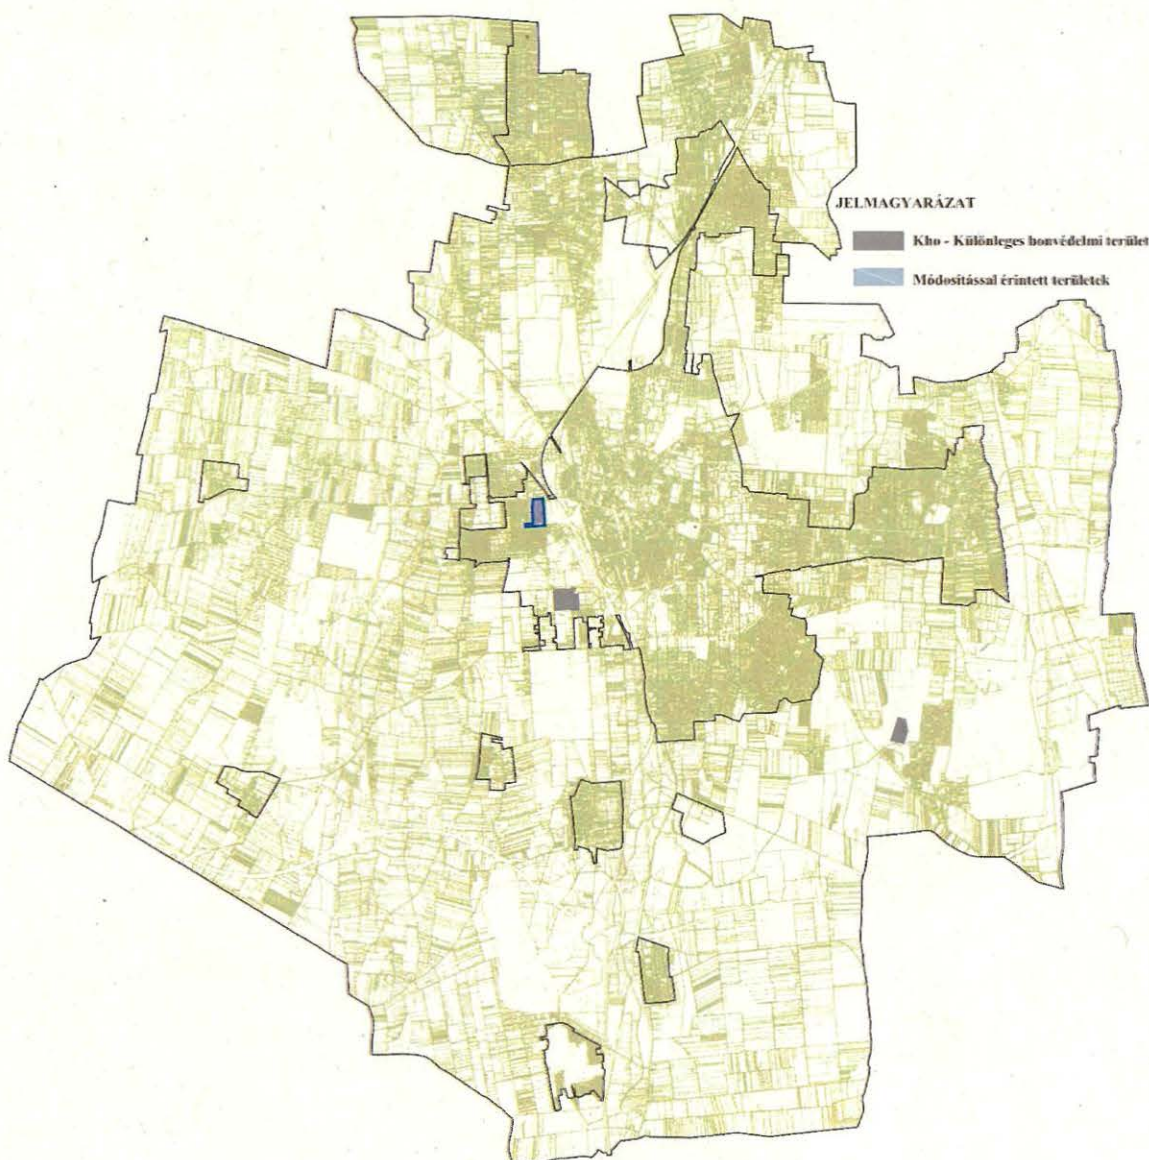 JELMAGYARÁZAT
Kho - Különleges honvédelmi terület
Módosítással érintett területek